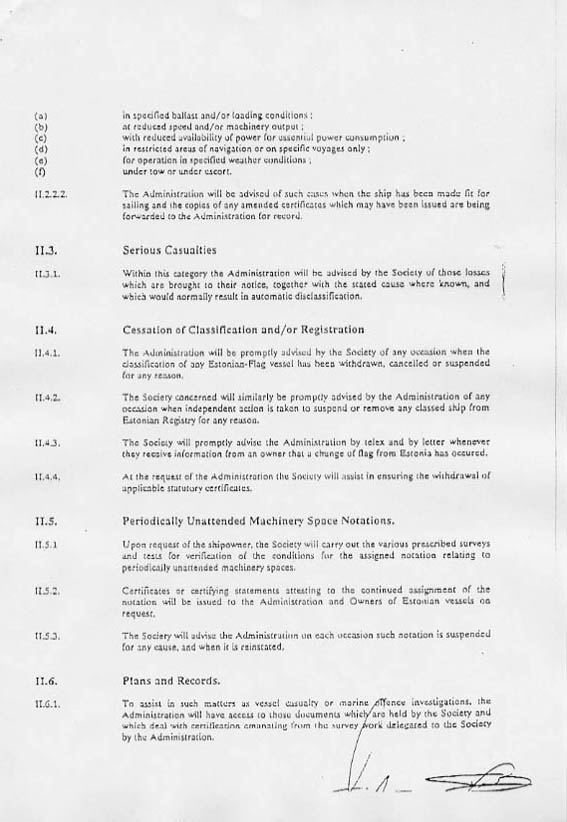 (a) in specified ballast and/or loading conditions ;
(b) at reduced speed and/or machinery output ;
(c) with reduced availability of power for essential power consumption ;
(d) in restricted areas of navigation or on specific voyages only ;
(e) for operation in specified weather conditions ;
(f) under tow or under escort.
II.2.2.2. The Administration will be advised of such cases when the ship has been made fit for
sailing and the copies of any amended certificates which may have been issued are being
forwarded to the Administration for record.
II.3. Serious Casualties
II.3.1. Within this category the Administration will be advised by the Society of those losses
which are brought to their notice, together with the stated cause where known, and
which would normally result in automatic disclassification.
II.4. Cessation of Classification and/or Registration
II.4.1. The Administration will be promptly advised by the Society of any occasion when the
classification of any Estonian-Flag vessel has been withdrawn, cancelled or suspended
for any reason.
II.4.2. The Society concerned will similarly be promptly advised by the Administration of any
occasion when independent action is taken to suspend or remove any classed ship from
Estonian Registry for any reason.
II.4.3. The Society will promptly advise the Administration by telex and by letter whenever
they receive information from an owner that a change of flag from Estonia has occured.
II.4.4. At the request of the Administration the Society will assist in ensuring the withdrawal of
applicable statutory certificates.
II.5. Periodically Unattended Machinery Space Notations.
II.5.1 Upon request of the shipowner, the Society will carry out the various prescribed surveys
and tests for verification of the conditions for the assigned notation relating to
periodically unattended machinery spaces.
II.5.2. Certificates or certifying statements attesting to the continued assignment of the
notation will be issued to the Administration and Owners of Estonian vessels on
request.
II.5.3. The Society will advise the Administration on each occasion such notation is suspended
for any cause, and when it is reinstated.
II.6. Plans and Records.
II.6.1. To assist in such matters as vessel casualty or marine offence investigations, the
Administration will have access to those documents which are held by the Society and
which deal with certification emanating from the survey work delegated to the Society
by the Administration.